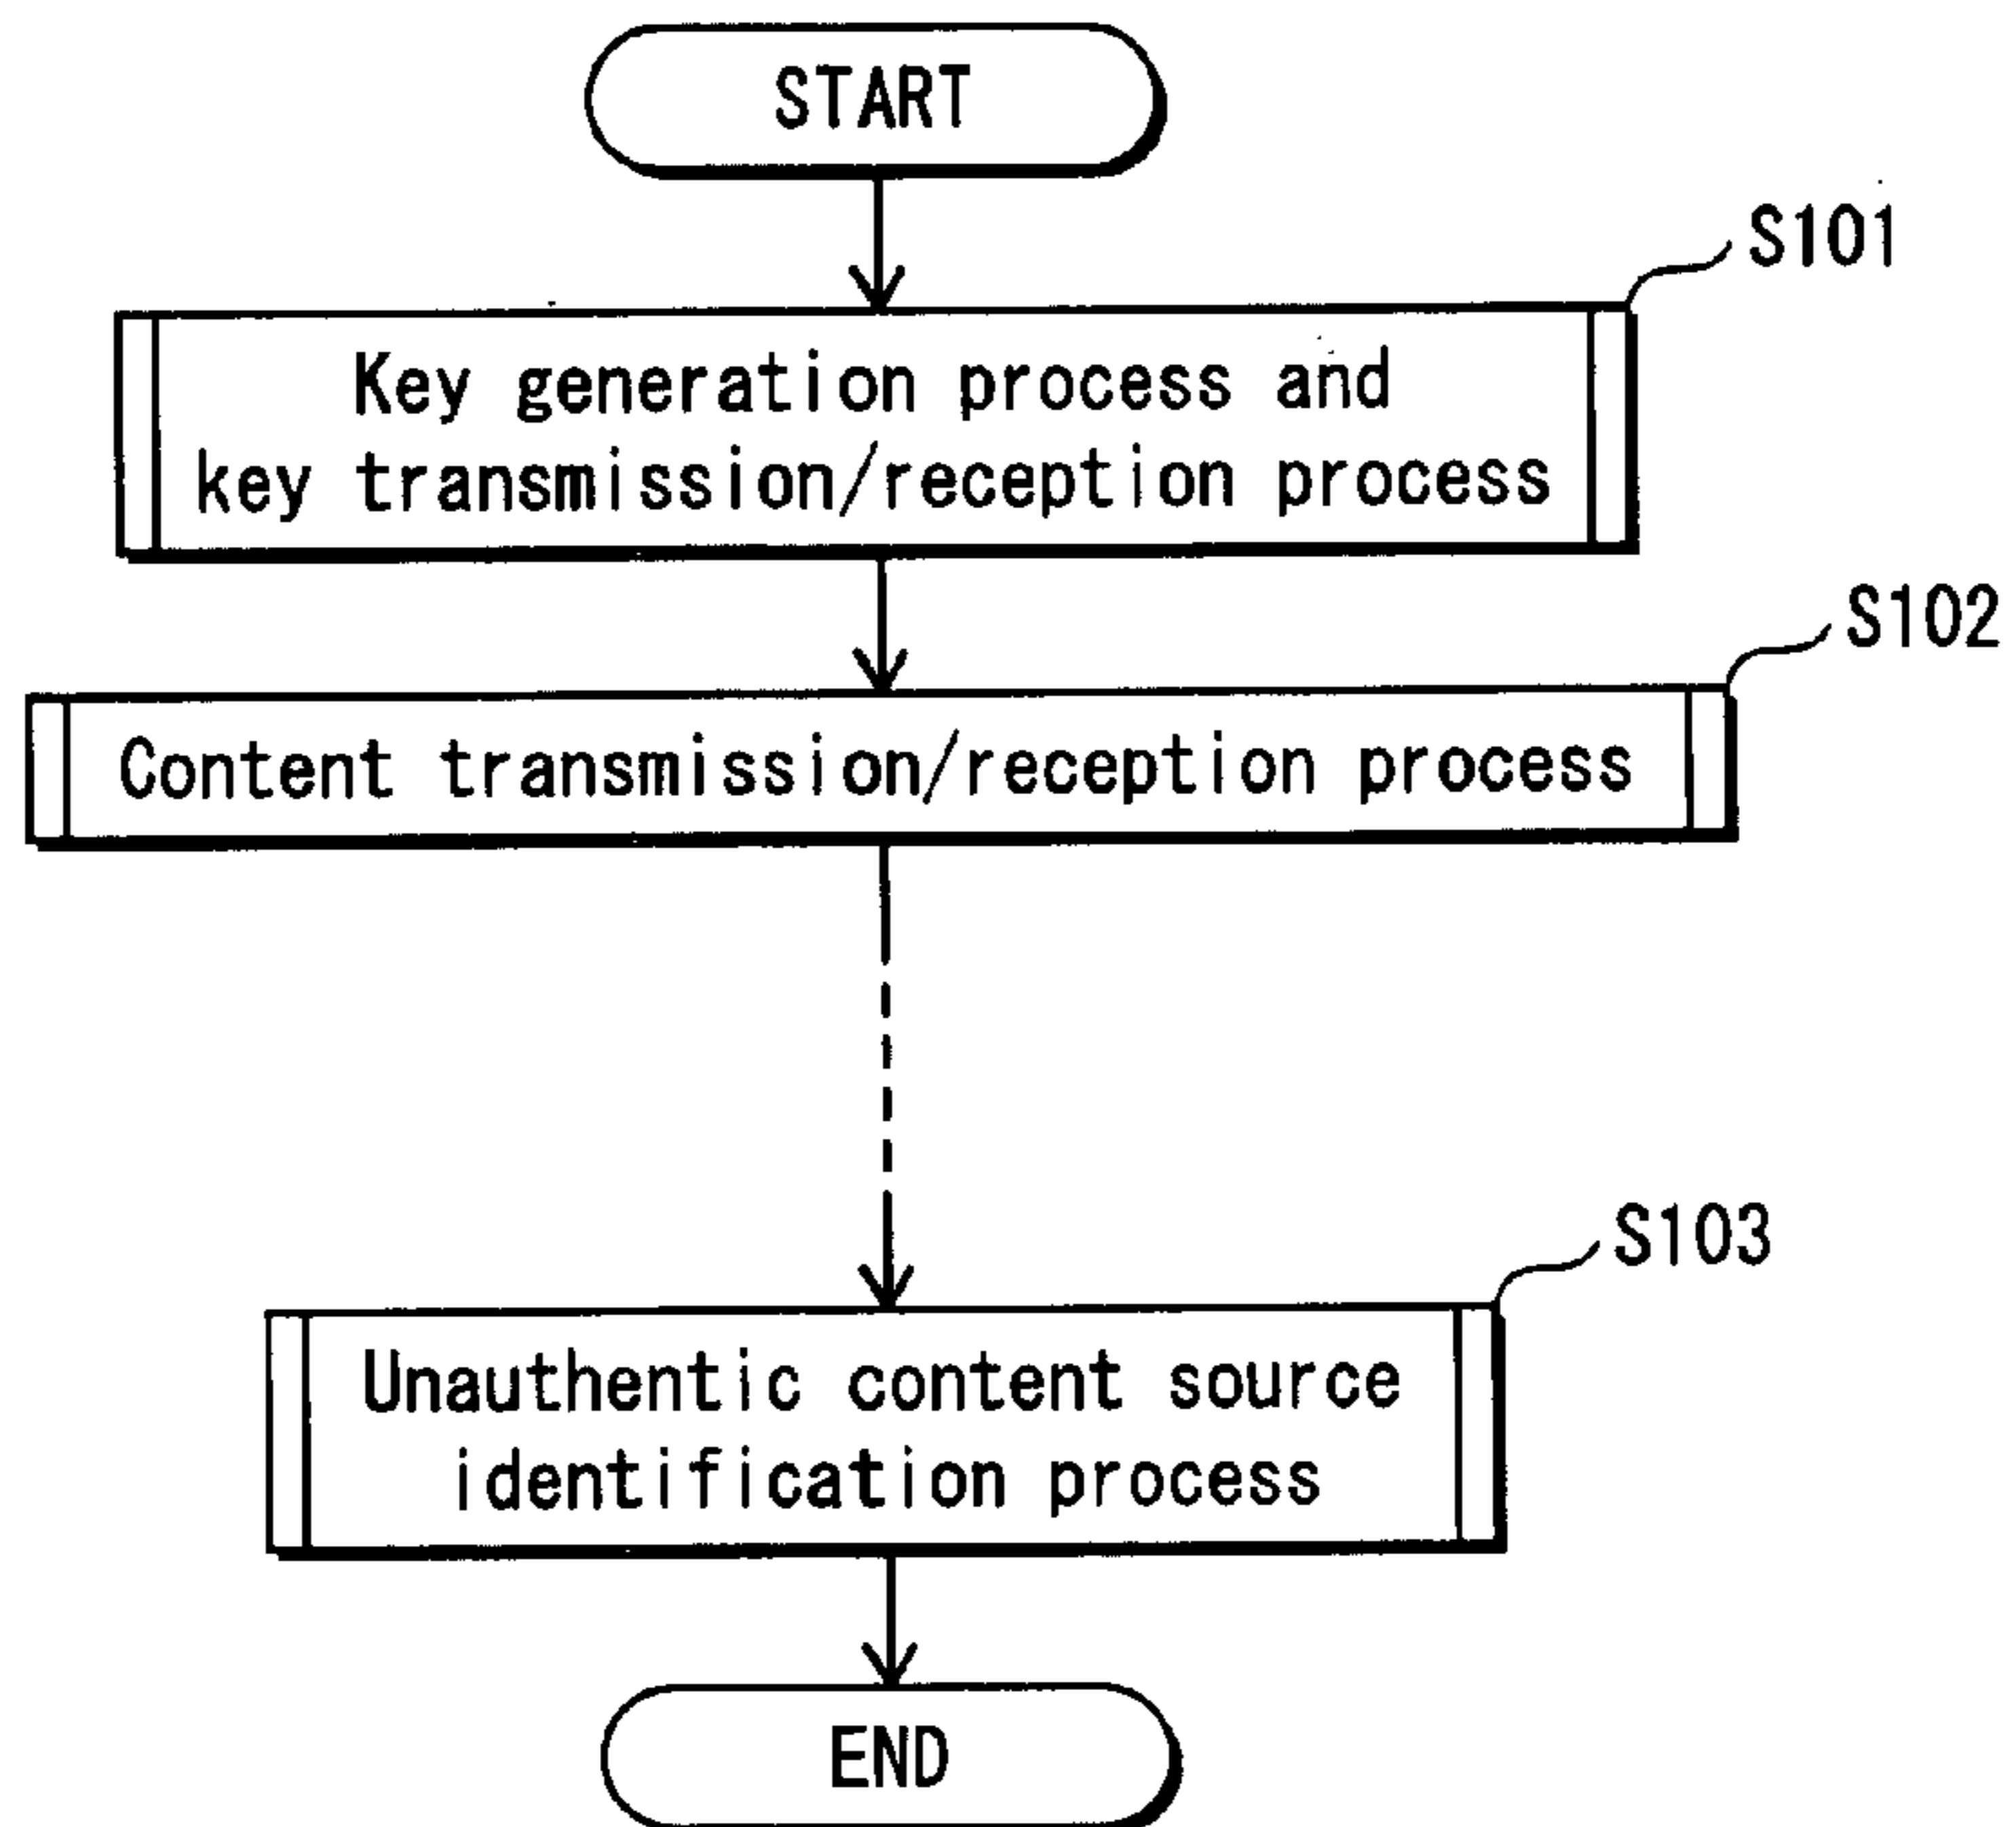 START
S101
Key generation process and
key transmission/reception process
S102
Content transmission/reception process
S103
Unauthentic content source
identification process
END